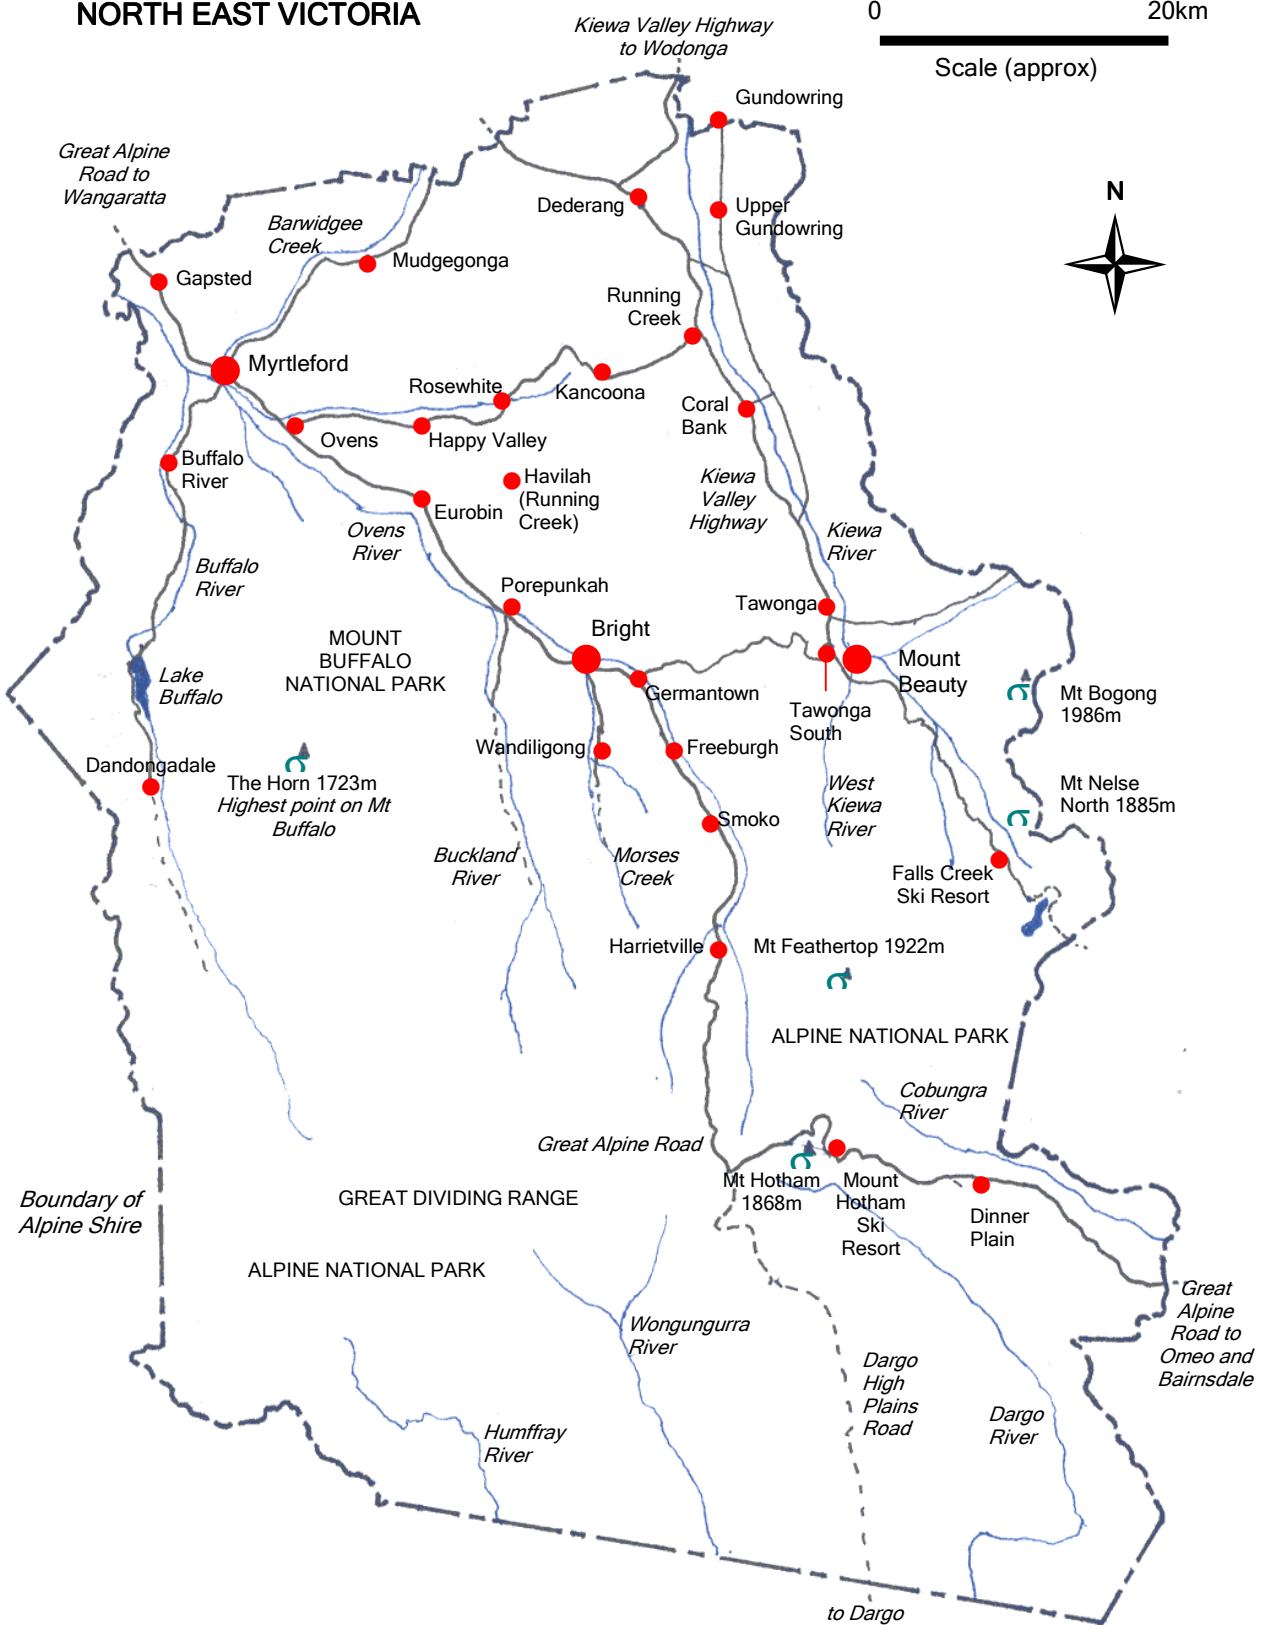 NORTH EAST VICTORIA
0 20km
Scale (approx)
Kiewa Valley Highway
to Wodonga
Gundowring
Great Alpine
Road to
Wangaratta
N
Dederang
Upper
Gundowring
Barwidgee
Creek
Mudgegonga
Gapsted
Running
Creek
Myrtleford
Rosewhite
Kancoona
Coral
Bank
Ovens
Happy Valley
Buffalo
River
Havilah
(Running
Creek)
Kiewa
Valley
Highway
Eurobin
Ovens
River
Kiewa
River
Buffalo
River
Porepunkah
Tawonga
Bright
MOUNT
BUFFALO
NATIONAL PARK
Mount
Beauty
Lake
Buffalo
Germantown
Mt Bogong
1986m
Tawonga
South
Wandiligong
Freeburgh
Dandongadale
The Horn 1723m
Highest point on Mt
Buffalo
West
Kiewa
River
Mt Nelse
North 1885m
Smoko
Buckland
River
Morses
Creek
Falls Creek
Ski Resort
Harrietville
Mt Feathertop 1922m
ALPINE NATIONAL PARK
Cobungra
River
Great Alpine Road
Mt Hotham
1868m
Mount
Hotham
Ski
Resort
Boundary of
Alpine Shire
GREAT DIVIDING RANGE
Dinner
Plain
ALPINE NATIONAL PARK
Great
Alpine
Road to
Omeo and
Bairnsdale
Wongungurra
River
Dargo
High
Plains
Road
Dargo
River
Humffray
River
to Dargo